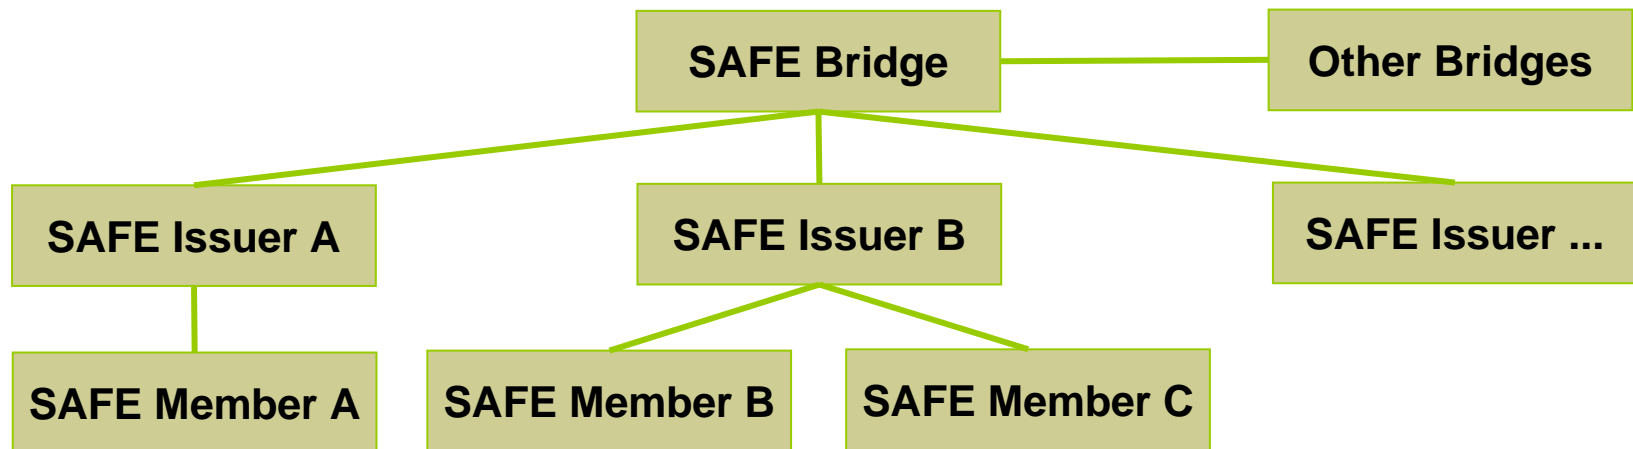 SAFE Bridge
Other Bridges
SAFE Issuer A
SAFE Issuer B
SAFE Issuer ...
SAFE Member A
SAFE Member B
SAFE Member C